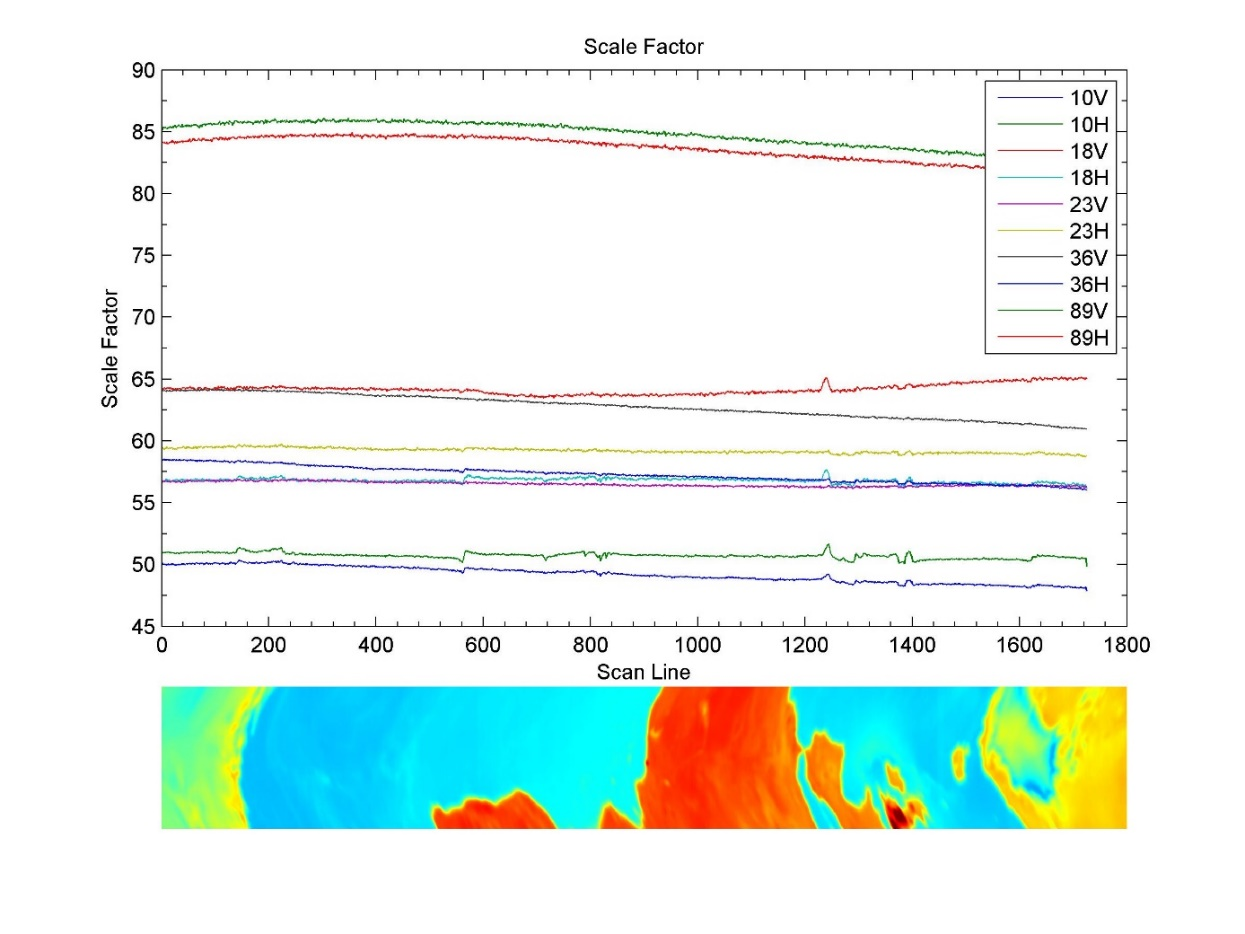 Scale Factor
90
85
80
75
70
65
60
55
50
45
Scale Factor
10V
10H
18V
18H
23V
23H
36V
36H
89V
89H
0 200 400 600 800 1000 1200 1400 1600 1800
Scan Line